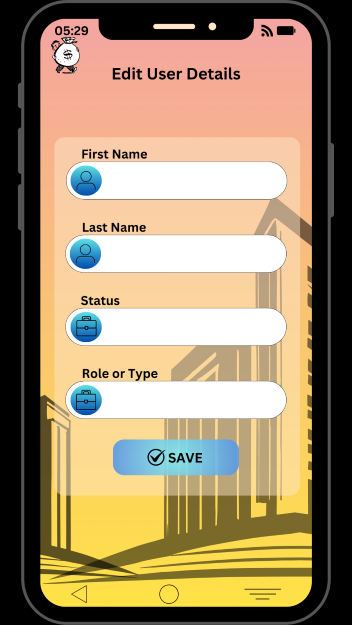 05:29
$
Edit User Details
First Name
Last Name
Status
Role or Type
SAVE